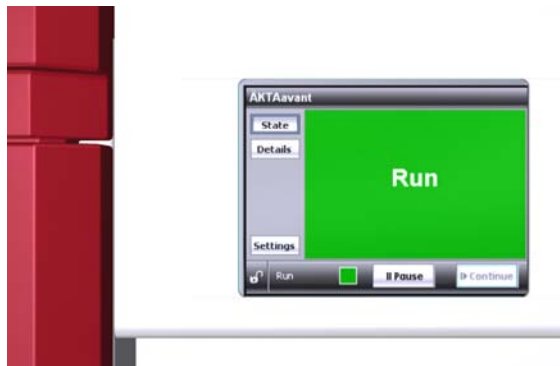 AKTAavant
State
Details
Run
Settings
Run
II Pause
Continue